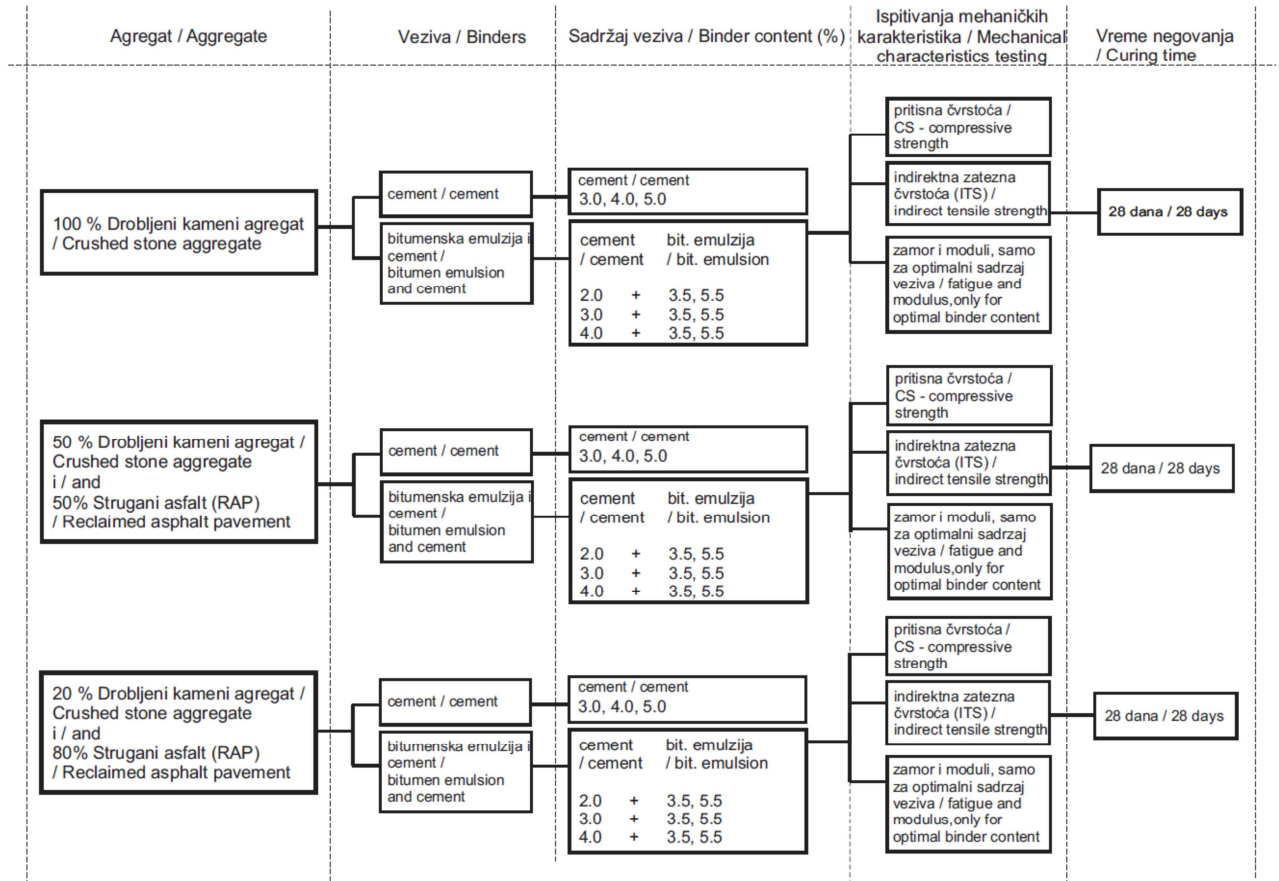 Agregat / Aggregate
Veziva / Binders
Sadržaj veziva / Binder content (%)
Ispitivanja mehaničkih
karakteristika / Mechanical
characteristics testing
Vreme negovanja
/ Curing time
100 % Drobljeni kameni agregat
/ Crushed stone aggregate
cement / cement
bitumenska emulzija i
cement /
bitumen emulsion
and cement
cement / cement
3.0, 4.0, 5.0
cement bit. emulzija
/ cement / bit. emulsion
2.0 + 3.5, 5.5
3.0 + 3.5, 5.5
4.0 + 3.5, 5.5
pritisna čvrstoća /
CS - compressive
strength
indirektna zatezna
čvrstoća (ITS) /
indirect tensile strength
zamor i moduli, samo
za optimalni sadrzaj
veziva / fatigue and
modulus,only for
optimal binder content
28 dana / 28 days
50 % Drobljeni kameni agregat /
Crushed stone aggregate
i / and
50% Strugani asfalt (RAP)
/ Reclaimed asphalt pavement
cement / cement
bitumenska emulzija i
cement /
bitumen emulsion
and cement
cement / cement
3.0, 4.0, 5.0
cement bit. emulzija
/ cement / bit. emulsion
2.0 + 3.5, 5.5
3.0 + 3.5, 5.5
4.0 + 3.5, 5.5
pritisna čvrstoća /
CS - compressive
strength
indirektna zatezna
čvrstoća (ITS) /
indirect tensile strength
zamor i moduli, samo
za optimalni sadrzaj
veziva / fatigue and
modulus,only for
optimal binder content
28 dana / 28 days
20 % Drobljeni kameni agregat /
Crushed stone aggregate
i / and
80% Strugani asfalt (RAP)
/ Reclaimed asphalt pavement
cement / cement
bitumenska emulzija i
cement /
bitumen emulsion
and cement
cement / cement
3.0, 4.0, 5.0
cement bit. emulzija
/ cement / bit. emulsion
2.0 + 3.5, 5.5
3.0 + 3.5, 5.5
4.0 + 3.5, 5.5
pritisna čvrstoća /
CS - compressive
strength
indirektna zatezna
čvrstoća (ITS) /
indirect tensile strength
zamor i moduli, samo
za optimalni sadrzaj
veziva / fatigue and
modulus,only for
optimal binder content
28 dana / 28 days